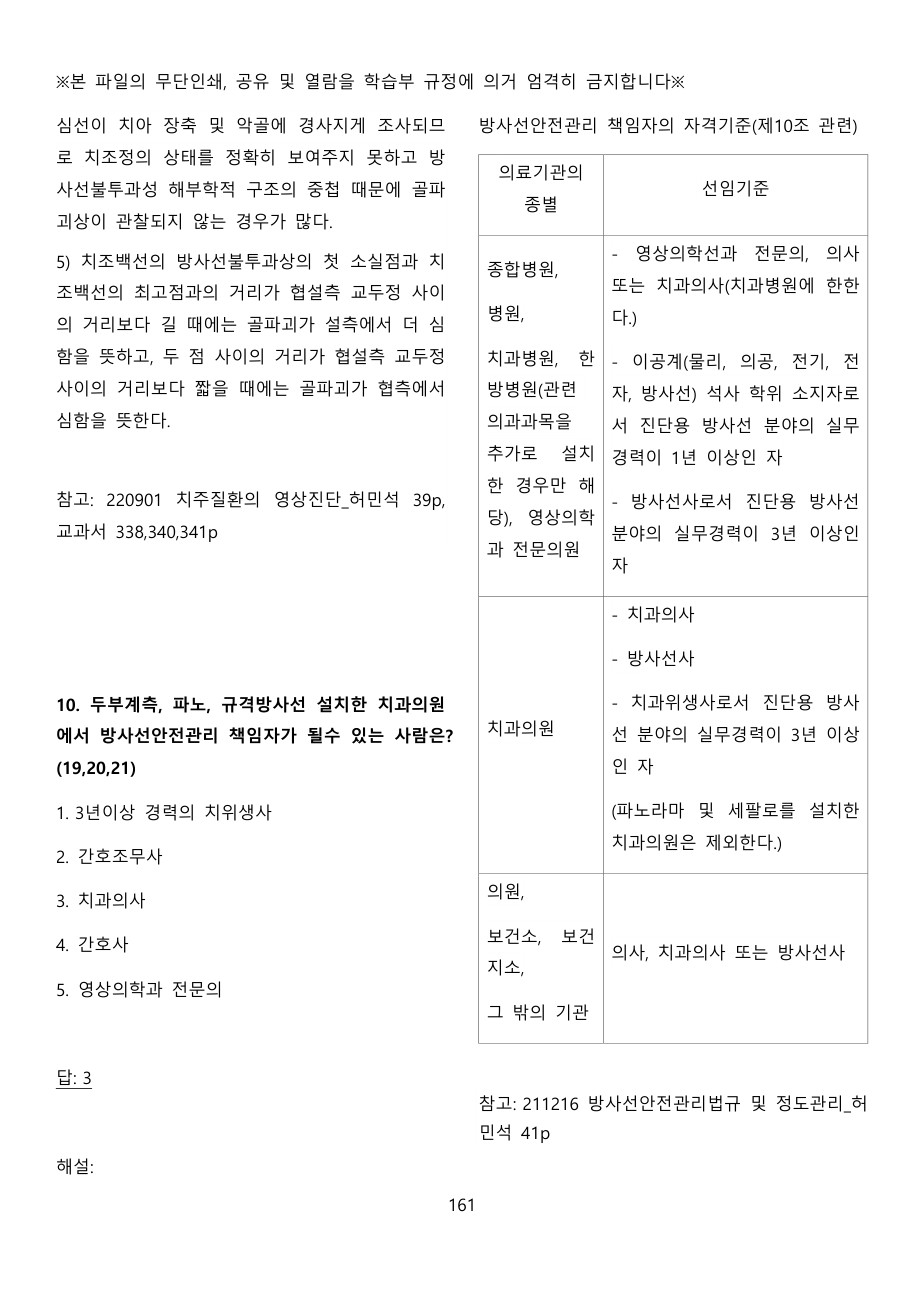 ※본 파일의 무단인쇄, 공유 및 열람을 학습부 규정에 의거 엄격히 금지합니다※
심선이 치아 장축 및 악골에 경사지게 조사되므
로 치조정의 상태를 정확히 보여주지 못하고 방
사선불투과성 해부학적 구조의 중첩 때문에 골파
괴상이 관찰되지 않는 경우가 많다.
5) 치조백선의 방사선불투과상의 첫 소실점과 치
조백선의 최고점과의 거리가 협설측 교두정 사이
의 거리보다 길 때에는 골파괴가 설측에서 더 심
함을 뜻하고, 두 점 사이의 거리가 협설측 교두정
사이의 거리보다 짧을 때에는 골파괴가 협측에서
심함을 뜻한다.
참고: 220901 치주질환의 영상진단_허민석 39p,
교과서 338,340,341p
10. 두부계측, 파노, 규격방사선 설치한 치과의원
에서 방사선안전관리 책임자가 될수 있는 사람은?
(19,20,21)
1. 3년이상 경력의 치위생사
2. 간호조무사
3. 치과의사
4. 간호사
5. 영상의학과 전문의
답: 3
해설:
방사선안전관리 책임자의 자격기준(제10조 관련)
의료기관의
종별
선임기준
종합병원,
병원,
치과병원, 한
방병원(관련
의과과목을
추가로 설치
한 경우만 해
당), 영상의학
과 전문의원
- 영상의학선과 전문의, 의사
또는 치과의사(치과병원에 한한
다.)
- 이공계(물리, 의공, 전기, 전
자, 방사선) 석사 학위 소지자로
서 진단용 방사선 분야의 실무
경력이 1년 이상인 자
- 방사선사로서 진단용 방사선
분야의 실무경력이 3년 이상인
자
치과의원
- 치과의사
- 방사선사
- 치과위생사로서 진단용 방사
선 분야의 실무경력이 3년 이상
인 자
(파노라마 및 세팔로를 설치한
치과의원은 제외한다.)
의원,
보건소, 보건
지소,
그 밖의 기관
의사, 치과의사 또는 방사선사
참고: 211216 방사선안전관리법규 및 정도관리_허
민석 41p
161